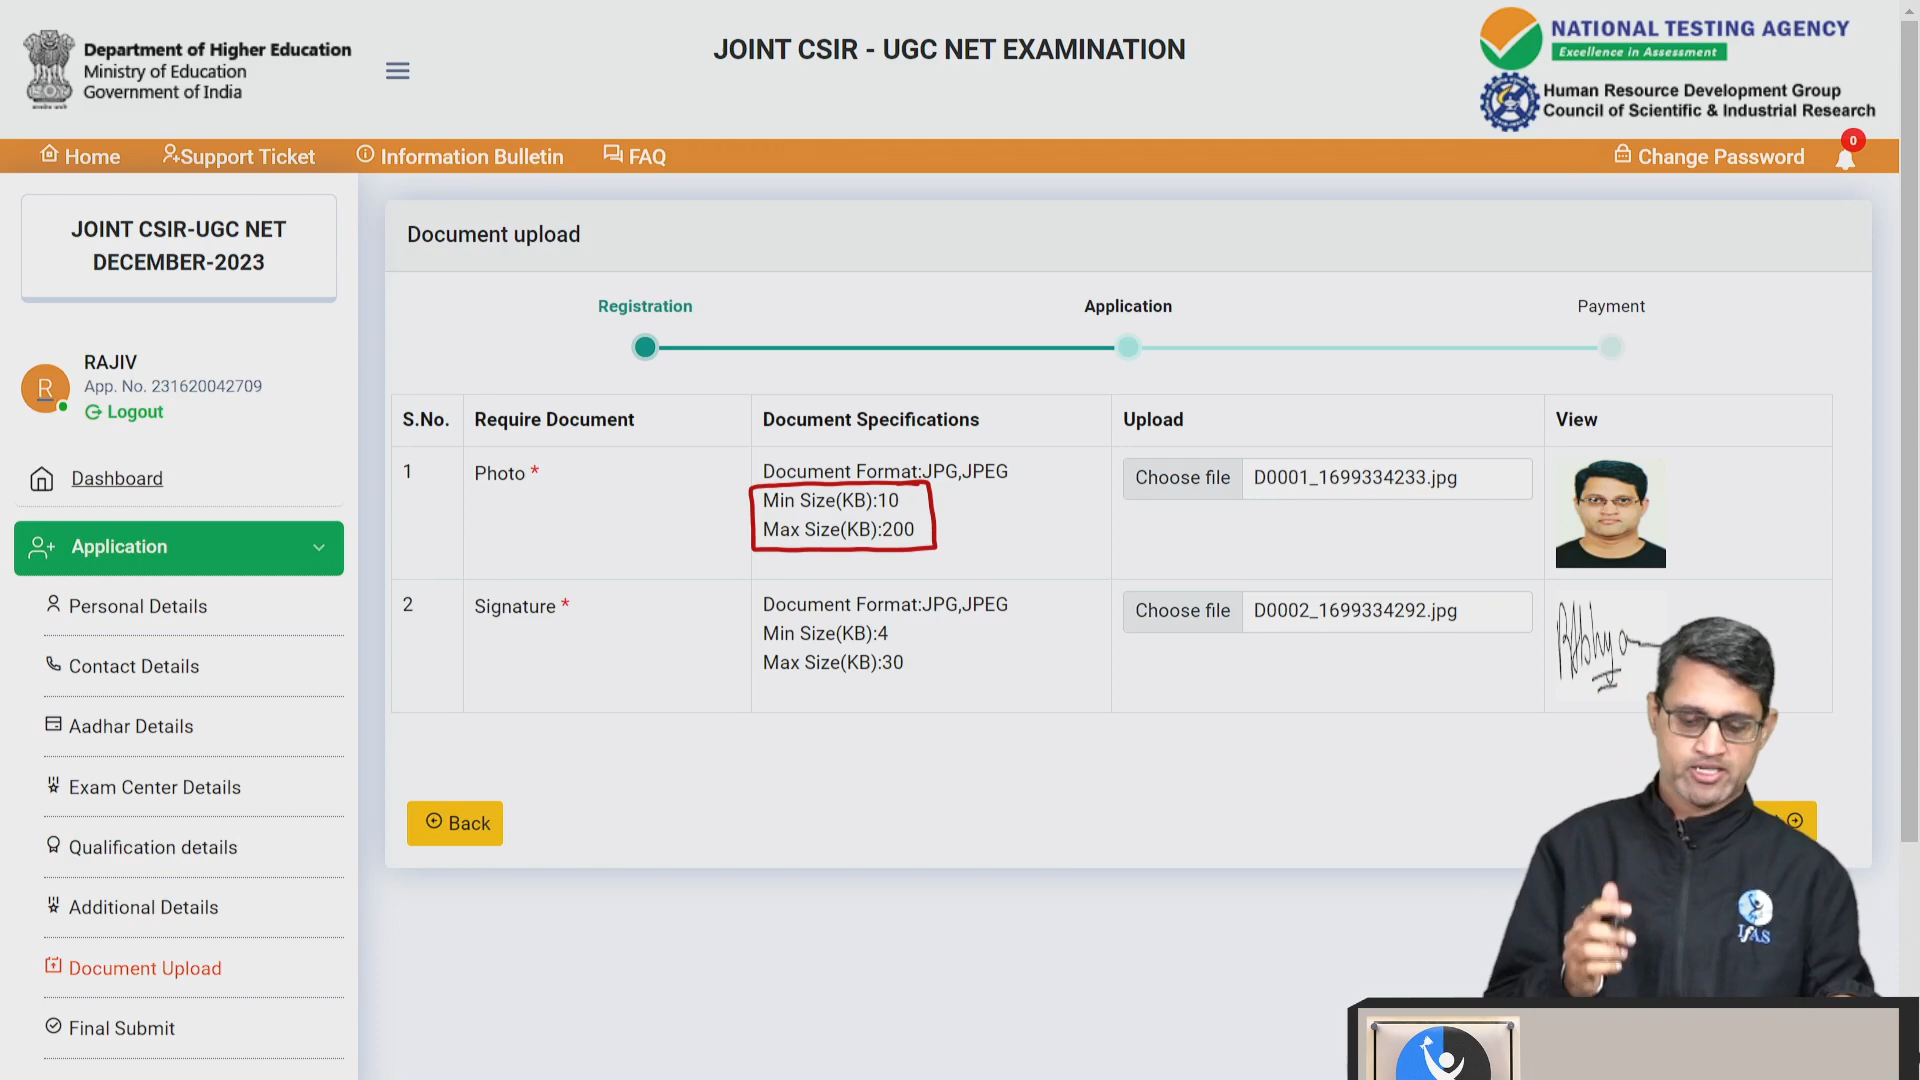 Department of Higher Education
Ministry of Education
Government of India
JOINT CSIR - UGC NET EXAMINATION
NATIONAL TESTING AGENCY
Excellence in Assessment
Human Resource Development Group
Council of Scientific & Industrial Research
Home
Support Ticket
Information Bulletin
FAQ
Change Password
0
JOINT CSIR-UGC NET
DECEMBER-2023
R
RAJIV
App. No. 231620042709
Logout
Dashboard
Application
Personal Details
Contact Details
Aadhar Details
Exam Center Details
Qualification details
Additional Details
Document Upload
Final Submit
Document upload
Registration
Application
Payment
S.No.
Require Document
Document Specifications
Upload
View
1
Photo *
Document Format:JPG,JPEG
Min Size(KB):10
Max Size(KB):200
Choose file
D0001_1699334233.jpg
2
Signature *
Document Format:JPG,JPEG
Min Size(KB):4
Max Size(KB):30
Choose file
D0002_1699334292.jpg
Back
IFAS